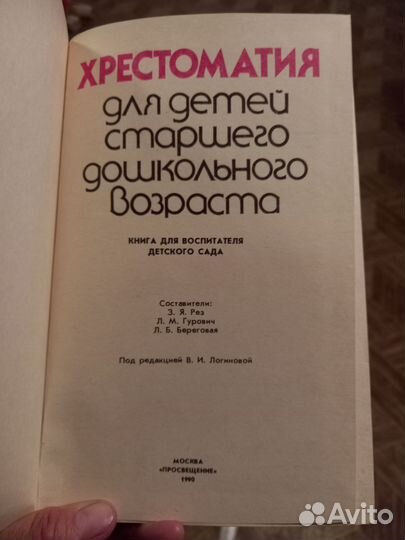 ХРЕСТОМАТИЯ
для детей
старшего
дошкольного
возраста
КНИГА ДЛЯ ВОСПИТАТЕЛЯ
ДЕТСКОГО САДА
Составители:
З. Я. Рез
Л. М. Гурович
Л. Б. Береговая
Под редакцией В. И. Логиновой
МОСКВА
«ПРОСВЕЩЕНИЕ»
1990
Avito